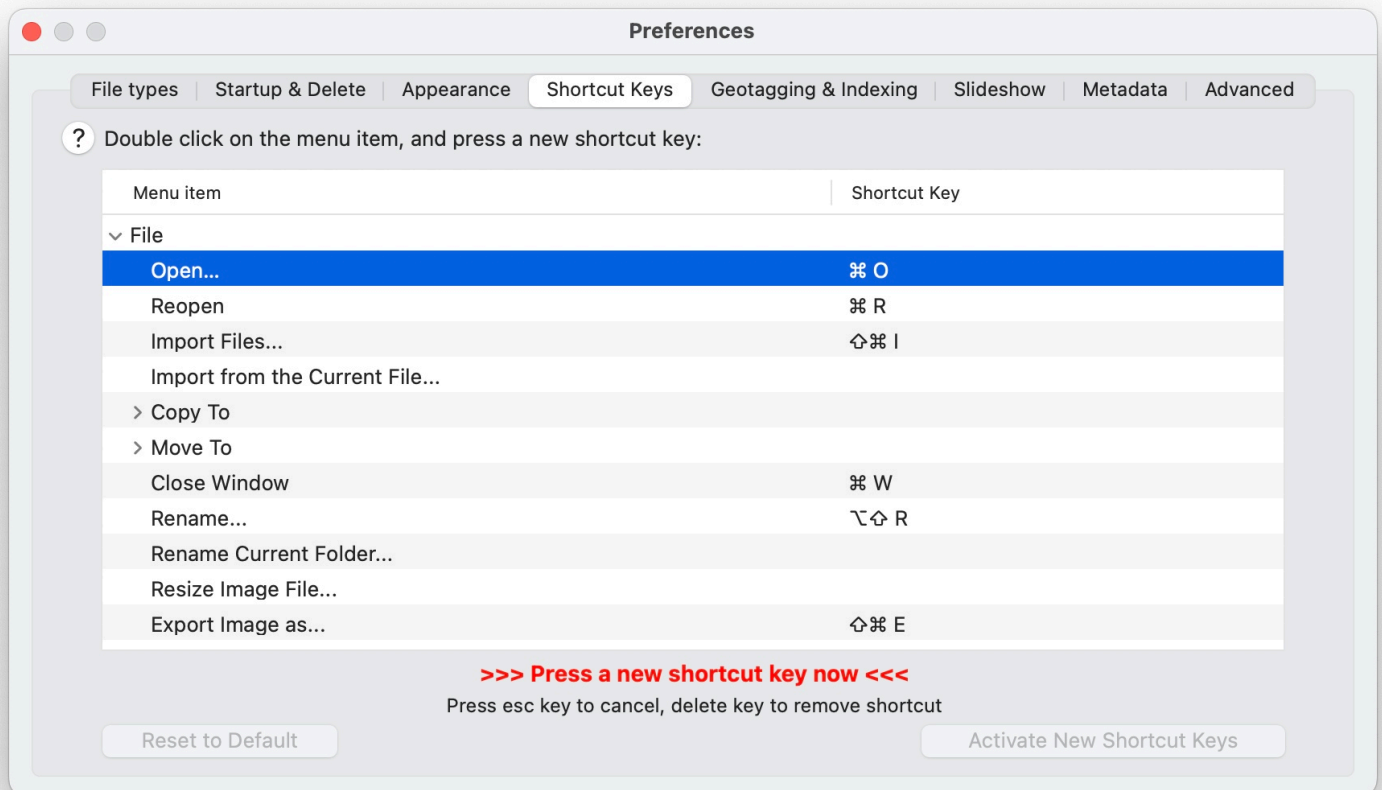 Preferences
File types Startup & Delete Appearance Shortcut Keys Geotagging & Indexing Slideshow Metadata Advanced
? Double click on the menu item, and press a new shortcut key:
Menu item Shortcut Key
File
Open... ⌘ O
Reopen ⌘ R
Import Files... ⇧⌘ I
Import from the Current File...
Copy To
Move To
Close Window ⌘ W
Rename... ⌥⇧ R
Rename Current Folder...
Resize Image File...
Export Image as... ⇧⌘ E
>>> Press a new shortcut key now <<<
Press esc key to cancel, delete key to remove shortcut
Reset to Default Activate New Shortcut Keys